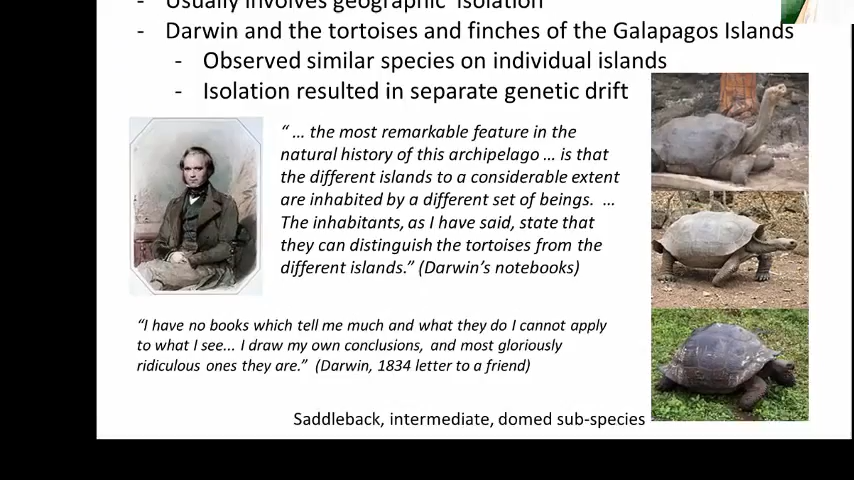 - Usually involves geographic isolation
- Darwin and the tortoises and finches of the Galapagos Islands
- Observed similar species on individual islands
- Isolation resulted in separate genetic drift
“ … the most remarkable feature in the
natural history of this archipelago … is that
the different islands to a considerable extent
are inhabited by a different set of beings. …
The inhabitants, as I have said, state that
they can distinguish the tortoises from the
different islands.” (Darwin’s notebooks)
“I have no books which tell me much and what they do I cannot apply
to what I see... I draw my own conclusions, and most gloriously
ridiculous ones they are.” (Darwin, 1834 letter to a friend)
Saddleback, intermediate, domed sub-species